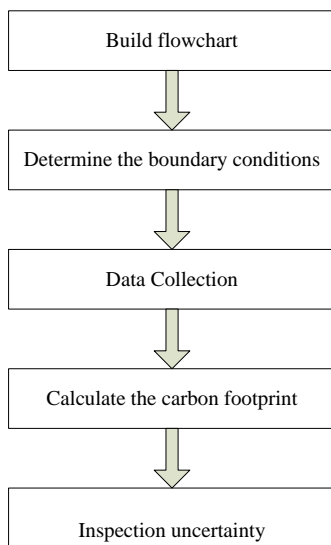 Build flowchart
Determine the boundary conditions
Data Collection
Calculate the carbon footprint
Inspection uncertainty